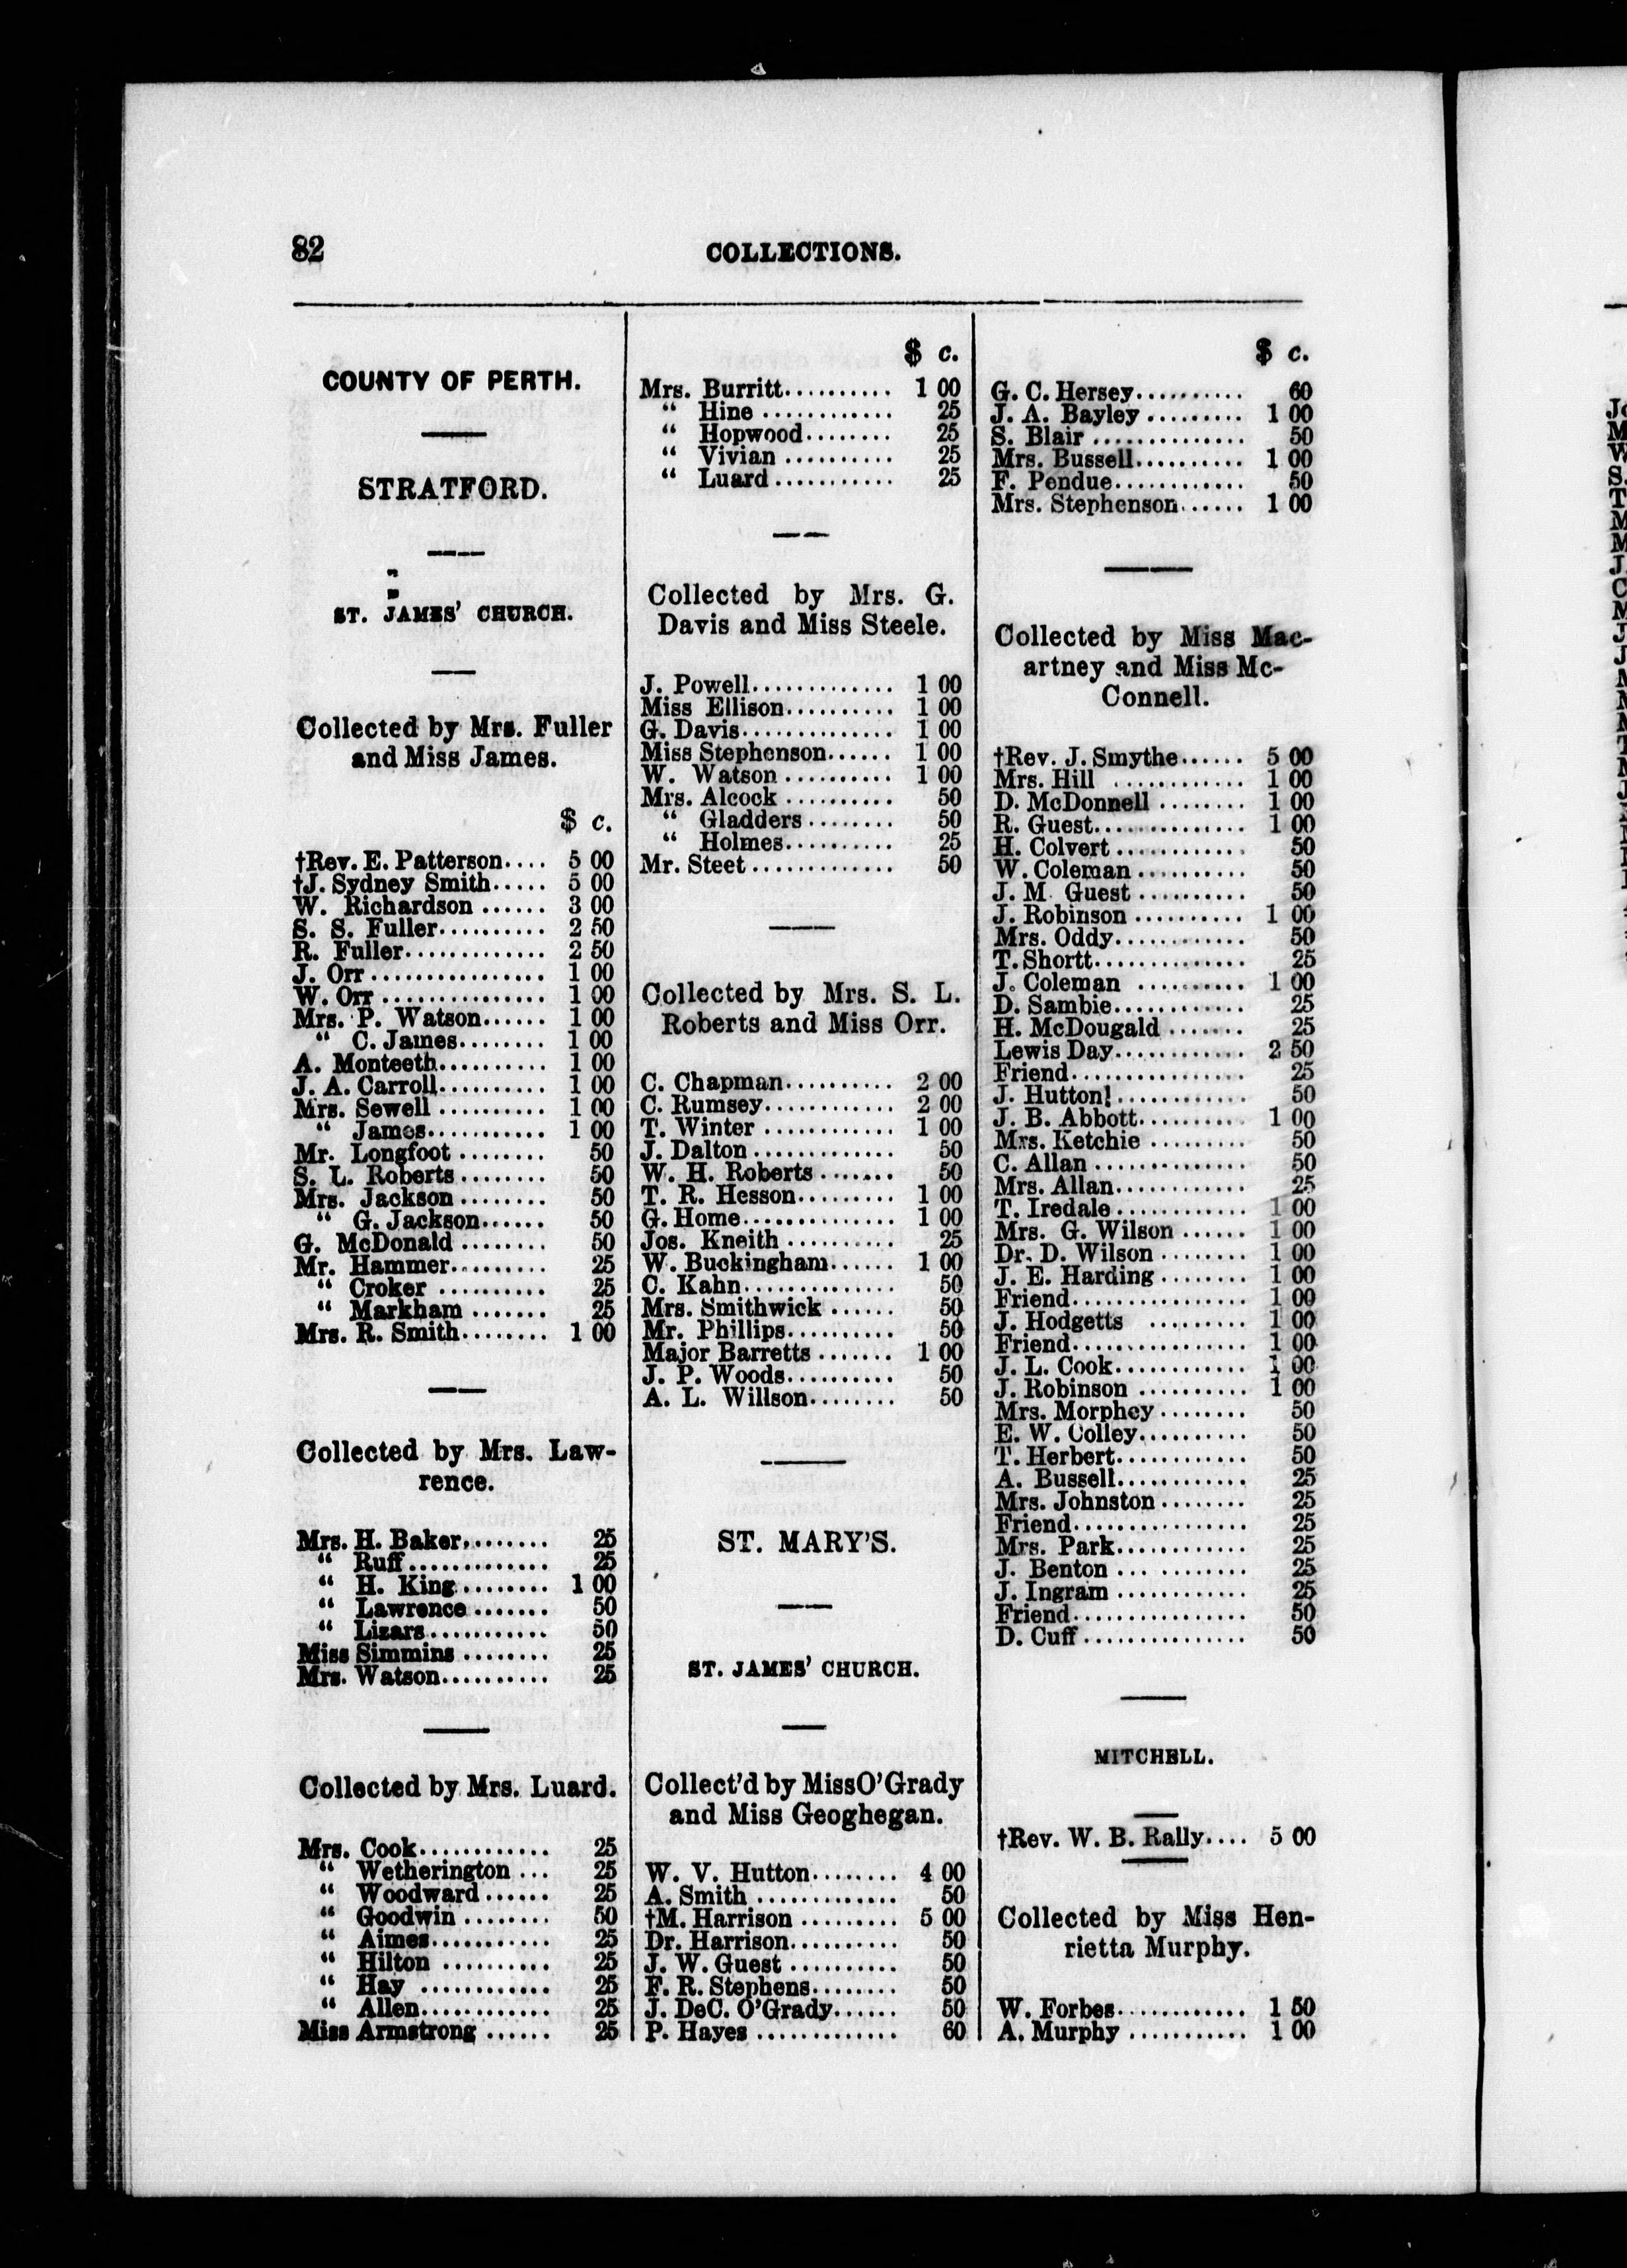 82
COLLECTIONS.
COUNTY OF PERTH.
STRATFORD.
ST. JAMES' CHURCH.
Collected by Mrs. Fuller
and Miss James.
$ c.
†Rev. E. Patterson.... 5 00
†J. Sydney Smith..... 5 00
W. Richardson ...... 3 00
S. S. Fuller.......... 2 50
R. Fuller............. 2 50
J. Orr................ 1 00
W. Orr ............... 1 00
Mrs. P. Watson...... 1 00
“ C. James........ 1 00
A. Monteeth.......... 1 00
J. A. Carroll.......... 1 00
Mrs. Sewell .......... 1 00
“ James........... 1 00
Mr. Longfoot ........ 50
S. L. Roberts........ 50
Mrs. Jackson ........ 50
“ G. Jackson...... 50
G. McDonald ........ 50
Mr. Hammer......... 25
“ Croker .......... 25
“ Markham ....... 25
Mrs. R. Smith........ 1 00
Collected by Mrs. Law-
rence.
Mrs. H. Baker........ 25
“ Ruff............. 25
“ H. King......... 1 00
“ Lawrence....... 50
“ Lizars........... 50
Miss Simmins ........ 25
Mrs. Watson.......... 25
Collected by Mrs. Luard.
Mrs. Cook............ 25
“ Wetherington ... 25
“ Woodward...... 25
“ Goodwin ........ 50
“ Aimes........... 25
“ Hilton .......... 25
“ Hay ............ 25
“ Allen............ 25
Miss Armstrong ...... 25
$ c.
Mrs. Burritt.......... 1 00
“ Hine ............ 25
“ Hopwood........ 25
“ Vivian .......... 25
“ Luard........... 25
Collected by Mrs. G.
Davis and Miss Steele.
J. Powell............. 1 00
Miss Ellison.......... 1 00
G. Davis.............. 1 00
Miss Stephenson...... 1 00
W. Watson .......... 1 00
Mrs. Alcock .......... 50
“ Gladders........ 50
“ Holmes.......... 25
Mr. Steet ............. 50
Collected by Mrs. S. L.
Roberts and Miss Orr.
C. Chapman.......... 2 00
C. Rumsey............ 2 00
T. Winter ............ 1 00
J. Dalton ............. 50
W. H. Roberts ....... 50
T. R. Hesson......... 1 00
G. Home.............. 1 00
Jos. Kneith .......... 25
W. Buckingham...... 1 00
C. Kahn.............. 50
Mrs. Smithwick ...... 50
Mr. Phillips.......... 50
Major Barretts ....... 1 00
J. P. Woods.......... 50
A. L. Willson........ 50
ST. MARY'S.
ST. JAMES' CHURCH.
Collect'd by MissO'Grady
and Miss Geoghegan.
W. V. Hutton........ 4 00
A. Smith ............. 50
†M. Harrison ......... 5 00
Dr. Harrison.......... 50
J. W. Guest .......... 50
F. R. Stephens........ 50
J. DeC. O'Grady...... 50
P. Hayes ............. 60
$ c.
G. C. Hersey.......... 60
J. A. Bayley ......... 1 00
S. Blair .............. 50
Mrs. Bussell.......... 1 00
F. Pendue............ 50
Mrs. Stephenson...... 1 00
Collected by Miss Mac-
artney and Miss Mc-
Connell.
†Rev. J. Smythe...... 5 00
Mrs. Hill ............ 1 00
D. McDonnell ........ 1 00
R. Guest.............. 1 00
H. Colvert ............ 50
W. Coleman .......... 50
J. M. Guest .......... 50
J. Robinson .......... 1 00
Mrs. Oddy............ 50
T. Shortt.............. 25
J. Coleman .......... 1 00
D. Sambie............ 25
H. McDougald ....... 25
Lewis Day............ 2 50
Friend................ 25
J. Hutton!............ 50
J. B. Abbott.......... 1 00
Mrs. Ketchie ......... 50
C. Allan .............. 50
Mrs. Allan............ 25
T. Iredale............ 1 00
Mrs. G. Wilson ...... 1 00
Dr. D. Wilson ........ 1 00
J. E. Harding ........ 1 00
Friend................ 1 00
J. Hodgetts ......... 1 00
Friend................ 1 00
J. L. Cook............ 1 00
J. Robinson .......... 1 00
Mrs. Morphey ........ 50
E. W. Colley.......... 50
T. Herbert............ 50
A. Bussell............ 25
Mrs. Johnston ........ 25
Friend................ 25
Mrs. Park............ 25
J. Benton ............ 25
J. Ingram ............ 25
Friend................ 50
D. Cuff ............... 50
MITCHELL.
†Rev. W. B. Rally.... 5 00
Collected by Miss Hen-
rietta Murphy.
W. Forbes............ 1 50
A. Murphy ........... 1 00